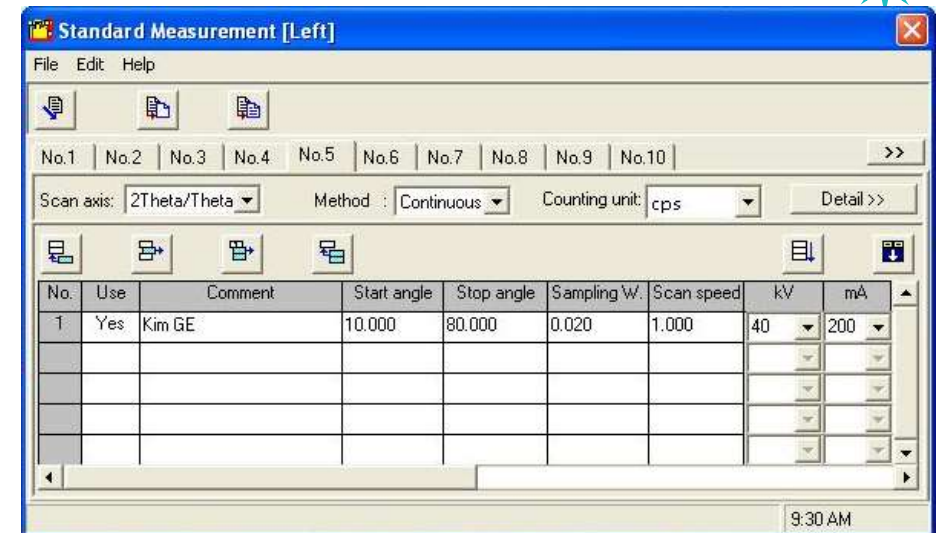 Standard Measurement [Left]
File Edit Help
No.1 No.2 No.3 No.4 No.5 No.6 No.7 No.8 No.9 No.10 >>
Scan axis: 2Theta/Theta Method : Continuous Counting unit: cps Detail >>
No. Use Comment Start angle Stop angle Sampling W. Scan speed kV mA
1 Yes Kim GE 10.000 80.000 0.020 1.000 40 200
9:30 AM